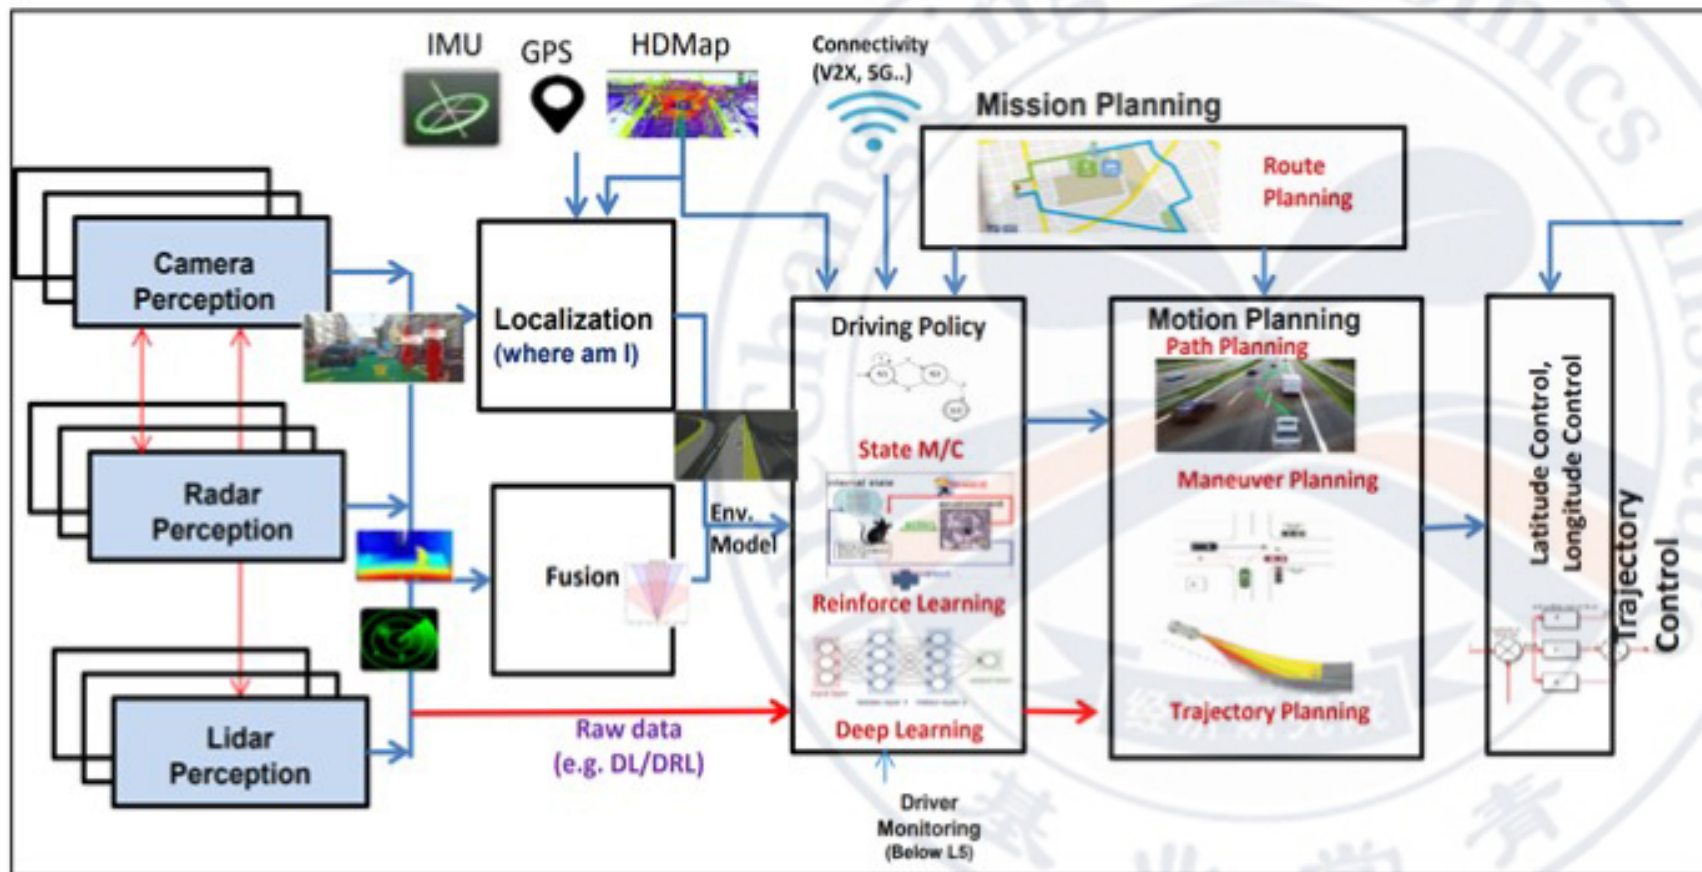 IMU
GPS
HDMap
Connectivity
(V2X, 5G..)
Mission Planning
Route
Planning
Camera
Perception
Localization
(where am I)
Driving Policy
State M/C
Reinforce Learning
Deep Learning
Motion Planning
Path Planning
Maneuver Planning
Trajectory Planning
Latitude Control,
Longitude Control
Trajectory
Control
Radar
Perception
Fusion
Env.
Model
Lidar
Perception
Raw data
(e.g. DL/DRL)
Driver
Monitoring
(Below L5)